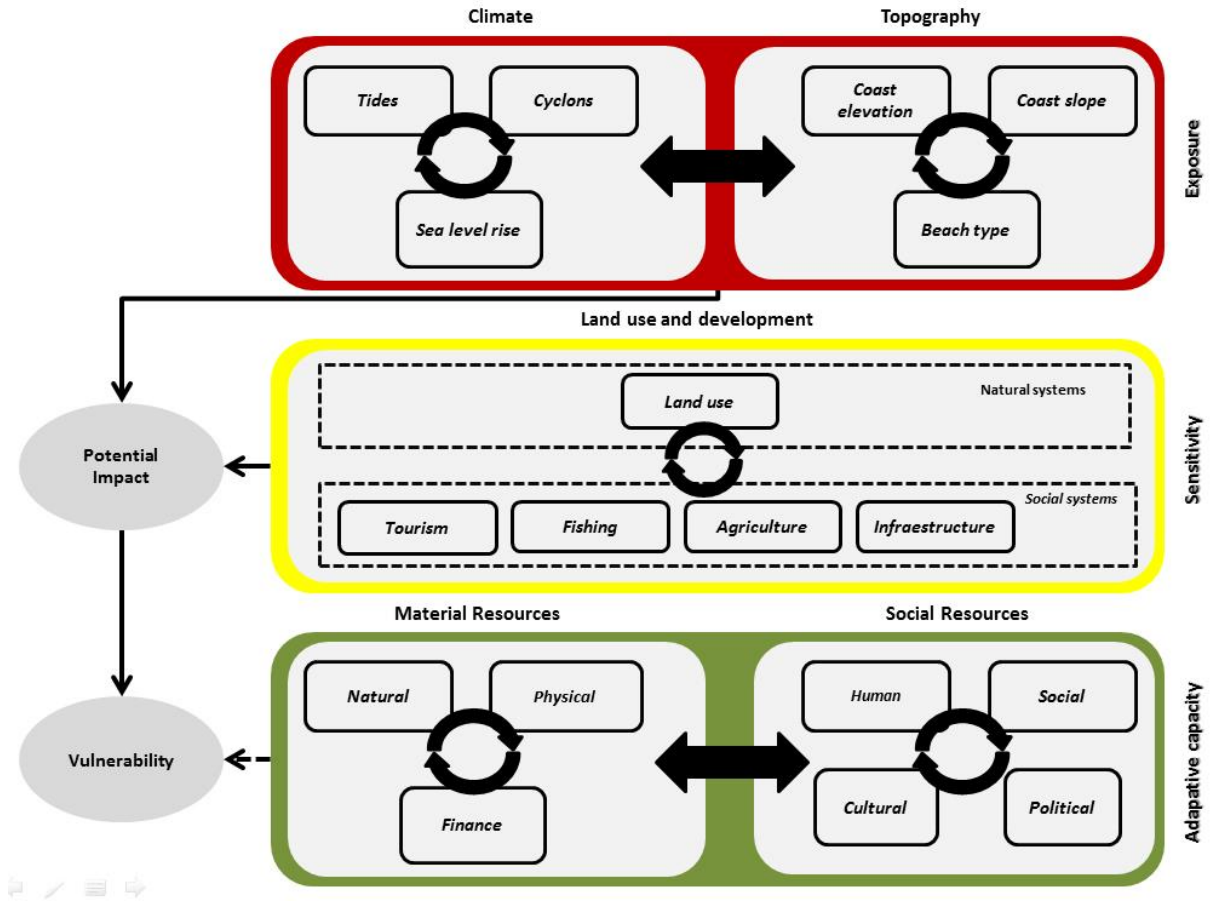 Climate
Topography
Tides
Cyclons
Coast
elevation
Coast slope
Sea level rise
Beach type
Exposure
Land use and development
Natural systems
Land use
Potential
Impact
Social systems
Tourism
Fishing
Agriculture
Infraestructure
Sensitivity
Material Resources
Social Resources
Natural
Physical
Human
Social
Vulnerability
Cultural
Political
Finance
Adaptative capacity